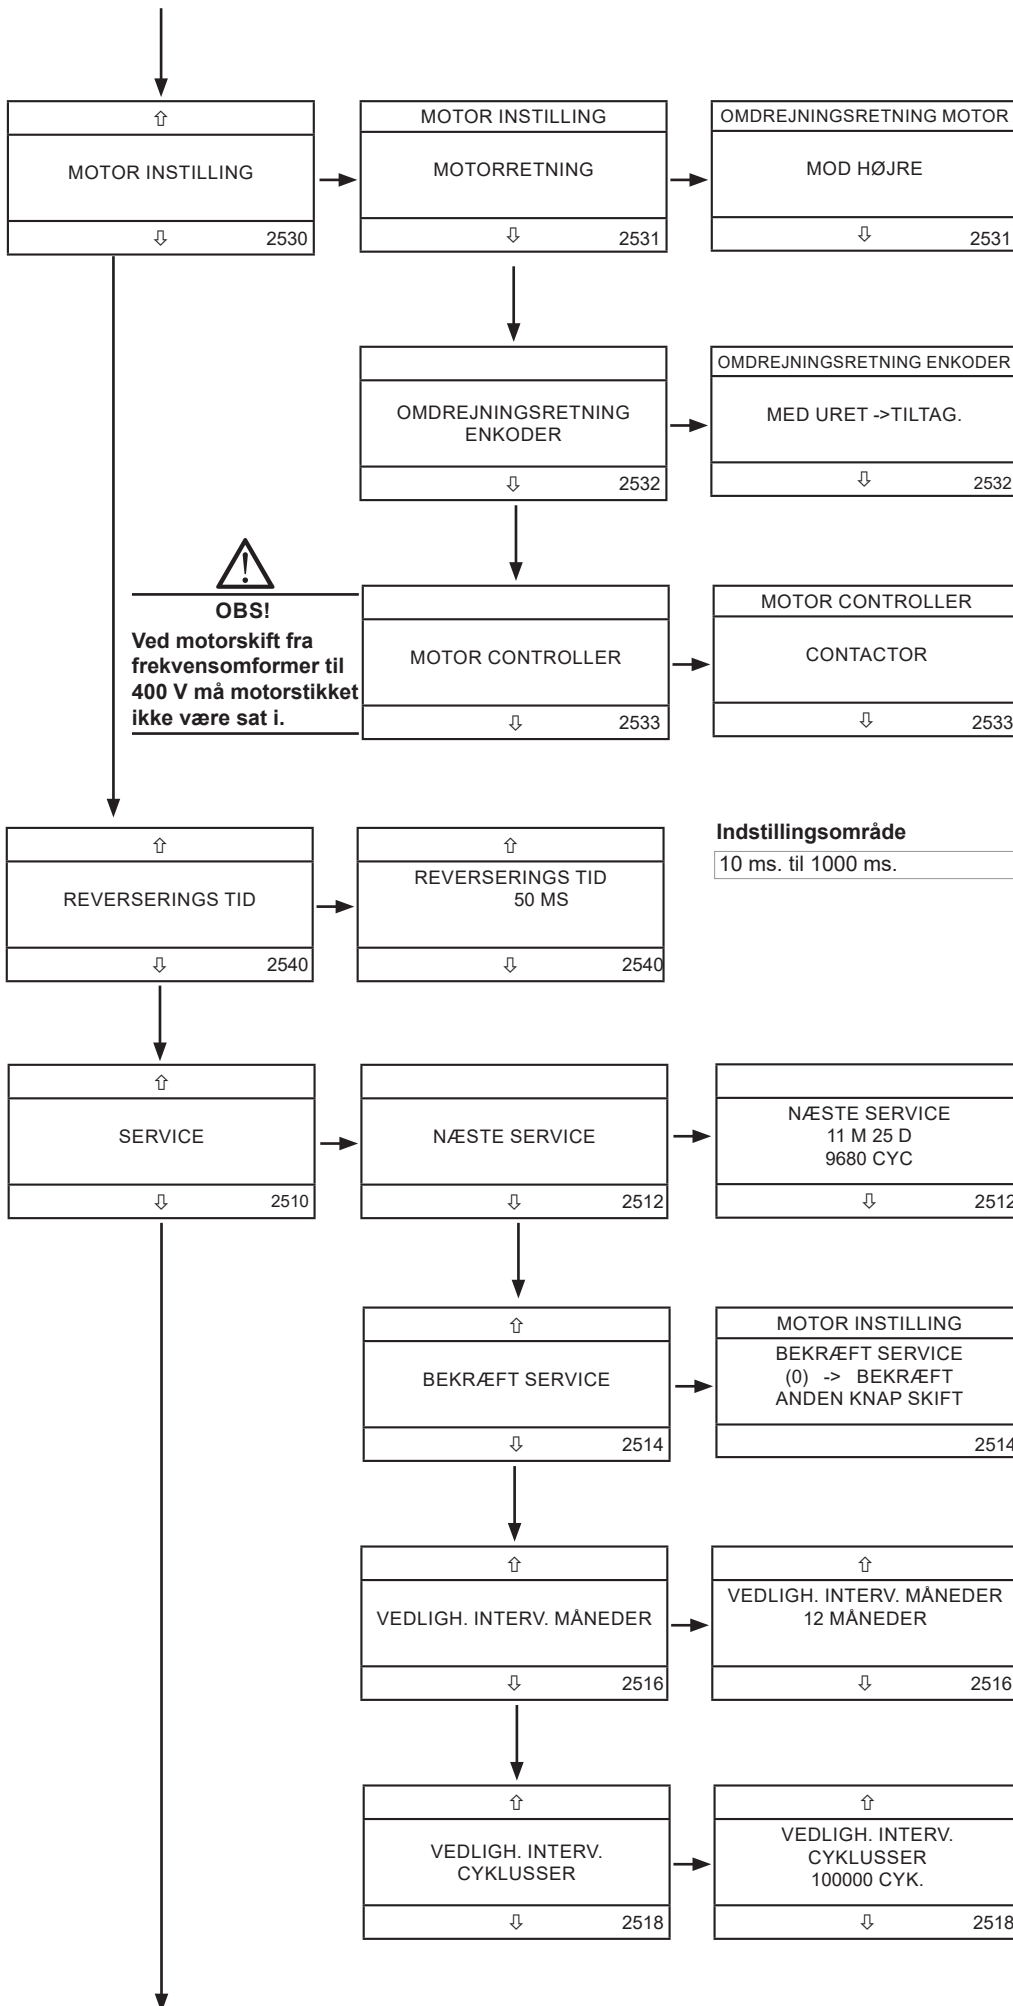 ⇧
MOTOR INSTILLING
⇩ 2530
MOTOR INSTILLING
MOTORRETNING
⇩ 2531
OMDREJNINGSRETNING MOTOR
MOD HØJRE
⇩ 2531
OMDREJNINGSRETNING
ENKODER
⇩ 2532
OMDREJNINGSRETNING ENKODER
MED URET ->TILTAG.
⇩ 2532
OBS!
Ved motorskift fra
frekvensomformer til
400 V må motorstikket
ikke være sat i.
MOTOR CONTROLLER
⇩ 2533
MOTOR CONTROLLER
CONTACTOR
⇩ 2533
⇧
REVERSERINGS TID
⇩ 2540
⇧
REVERSERINGS TID
50 MS
⇩ 2540
Indstillingsområde
10 ms. til 1000 ms.
⇧
SERVICE
⇩ 2510
NÆSTE SERVICE
⇩ 2512
NÆSTE SERVICE
11 M 25 D
9680 CYC
⇩ 2512
⇧
BEKRÆFT SERVICE
⇩ 2514
MOTOR INSTILLING
BEKRÆFT SERVICE
(0) -> BEKRÆFT
ANDEN KNAP SKIFT
2514
⇧
VEDLIGH. INTERV. MÅNEDER
⇩ 2516
⇧
VEDLIGH. INTERV. MÅNEDER
12 MÅNEDER
⇩ 2516
⇧
VEDLIGH. INTERV.
CYKLUSSER
⇩ 2518
⇧
VEDLIGH. INTERV.
CYKLUSSER
100000 CYK.
⇩ 2518